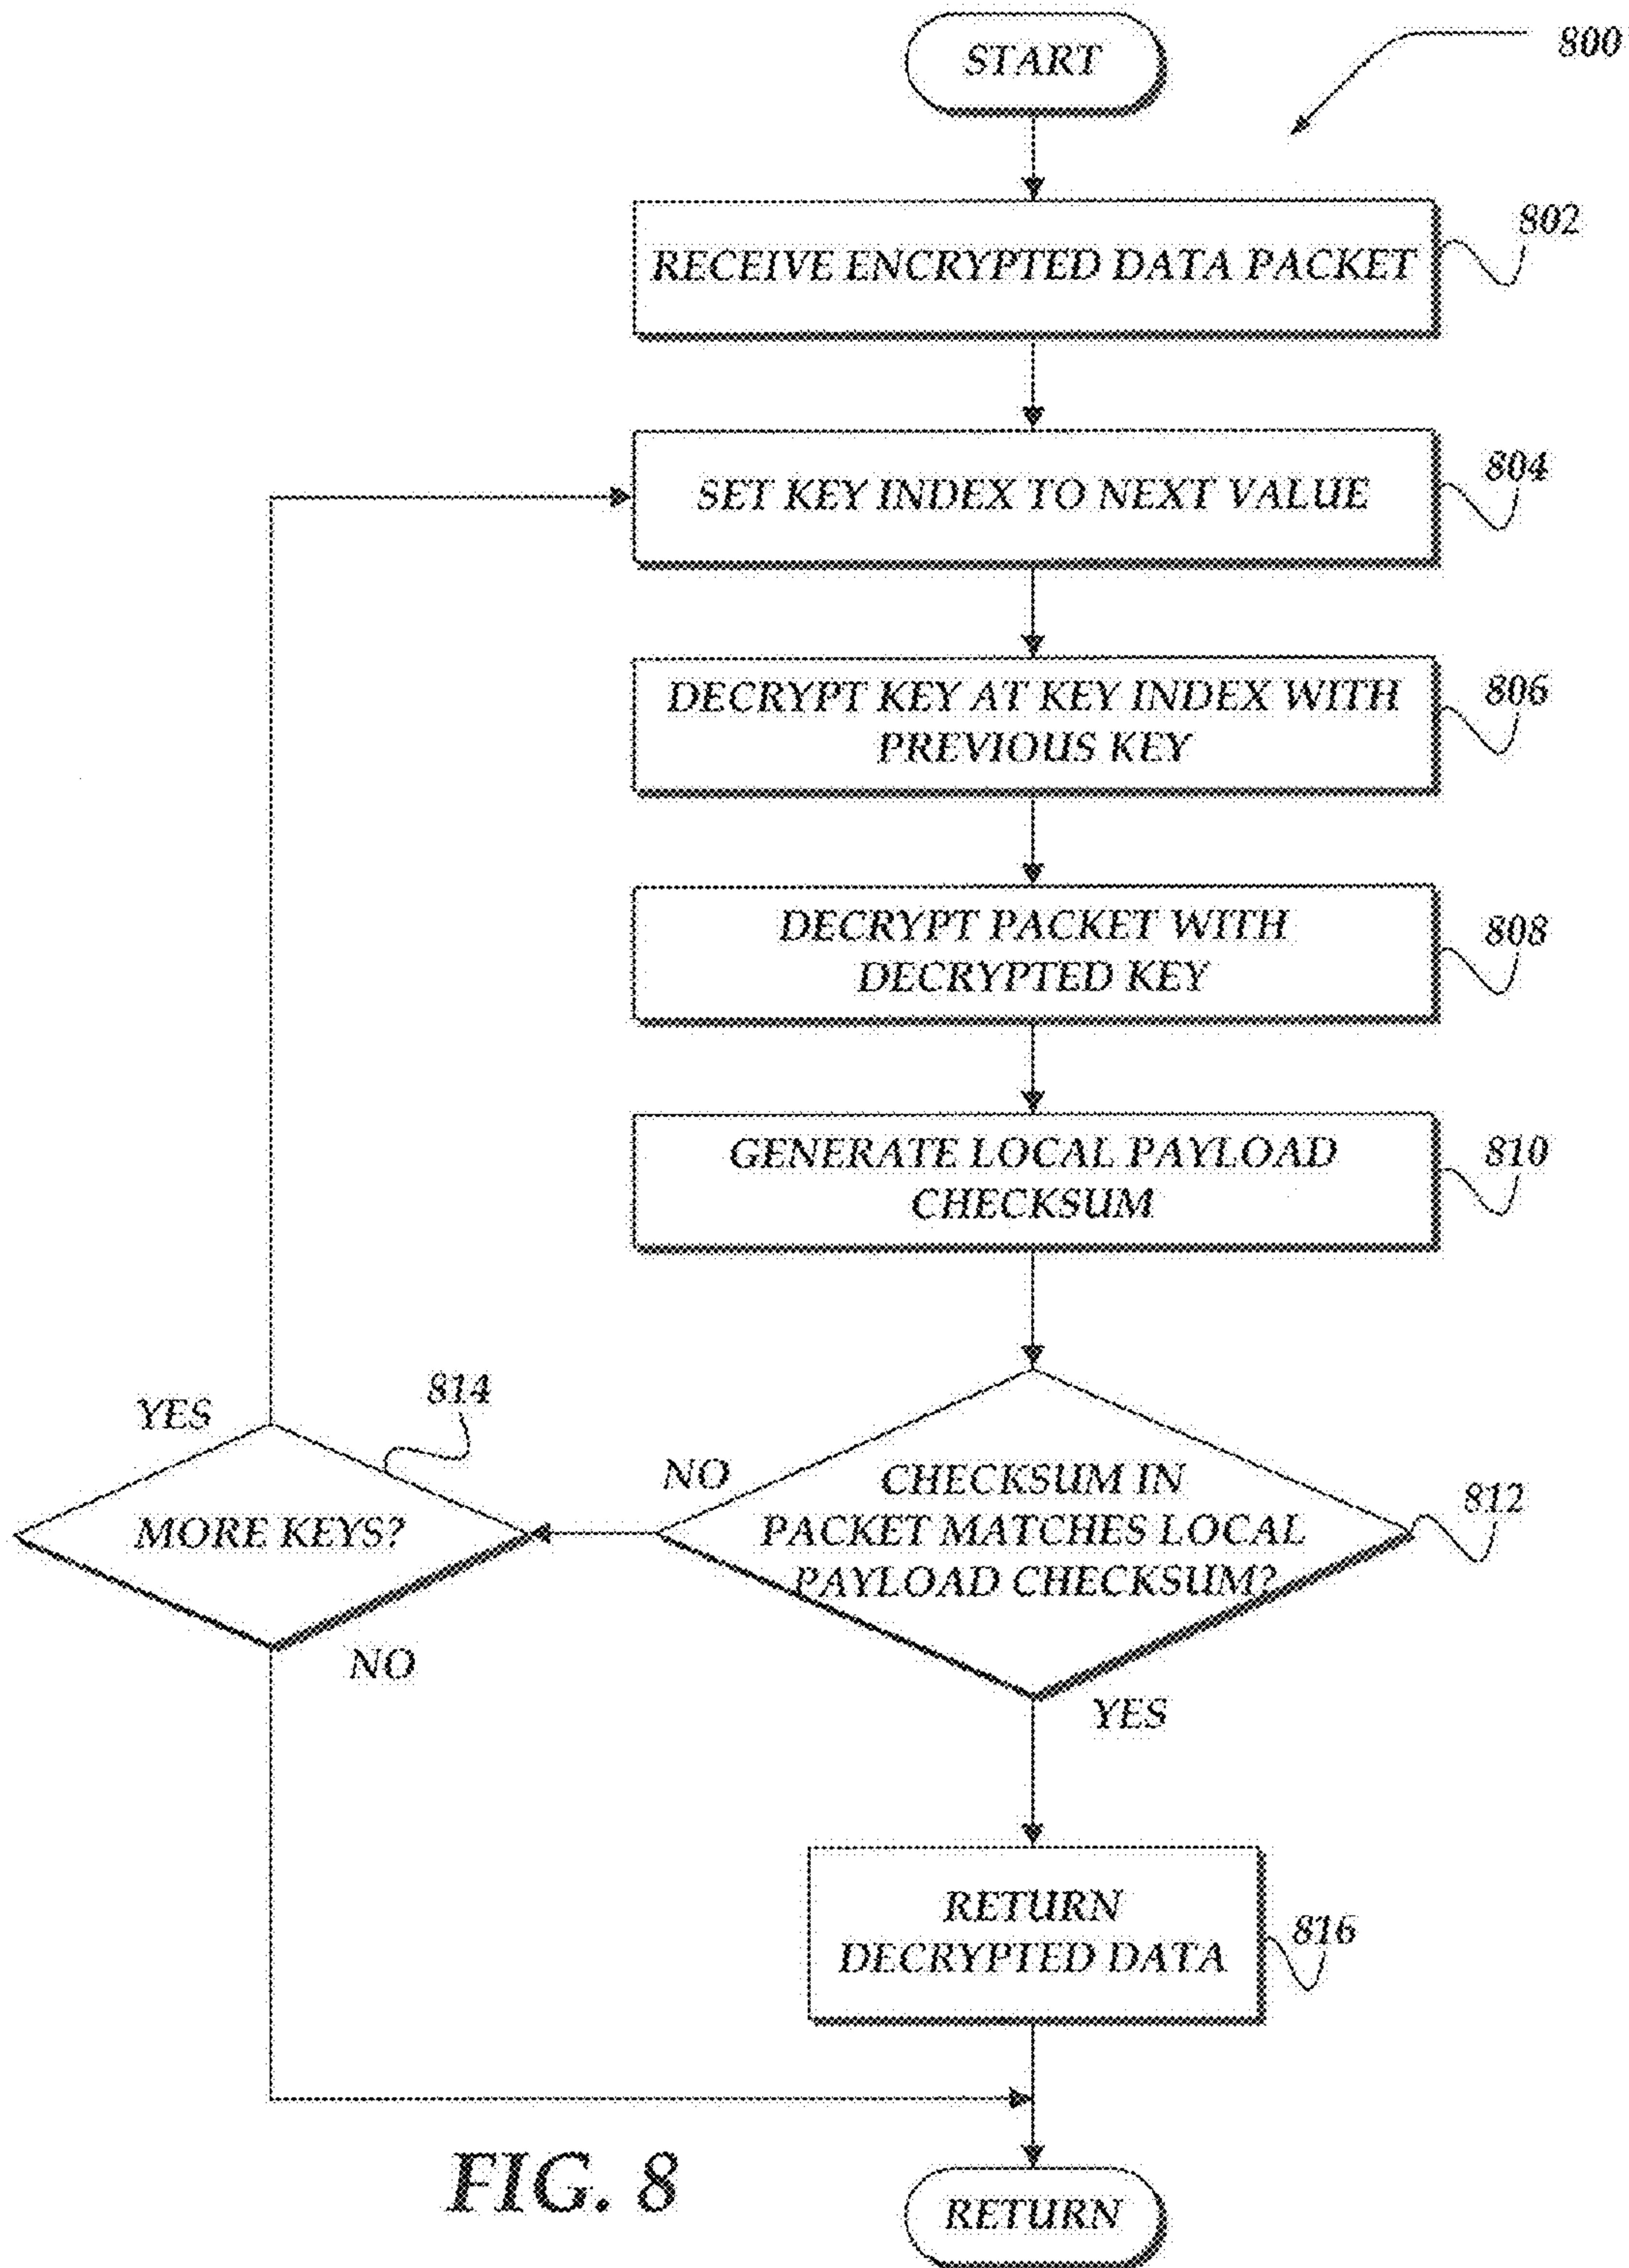 START
800
RECEIVE ENCRYPTED DATA PACKET
802
SET KEY INDEX TO NEXT VALUE
804
DECRYPT KEY AT KEY INDEX WITH
PREVIOUS KEY
806
DECRYPT PACKET WITH
DECRYPTED KEY
808
GENERATE LOCAL PAYLOAD
CHECKSUM
810
CHECKSUM IN
PACKET MATCHES LOCAL
PAYLOAD CHECKSUM?
812
NO
YES
MORE KEYS?
814
YES
NO
RETURN
DECRYPTED DATA
816
RETURN
FIG. 8